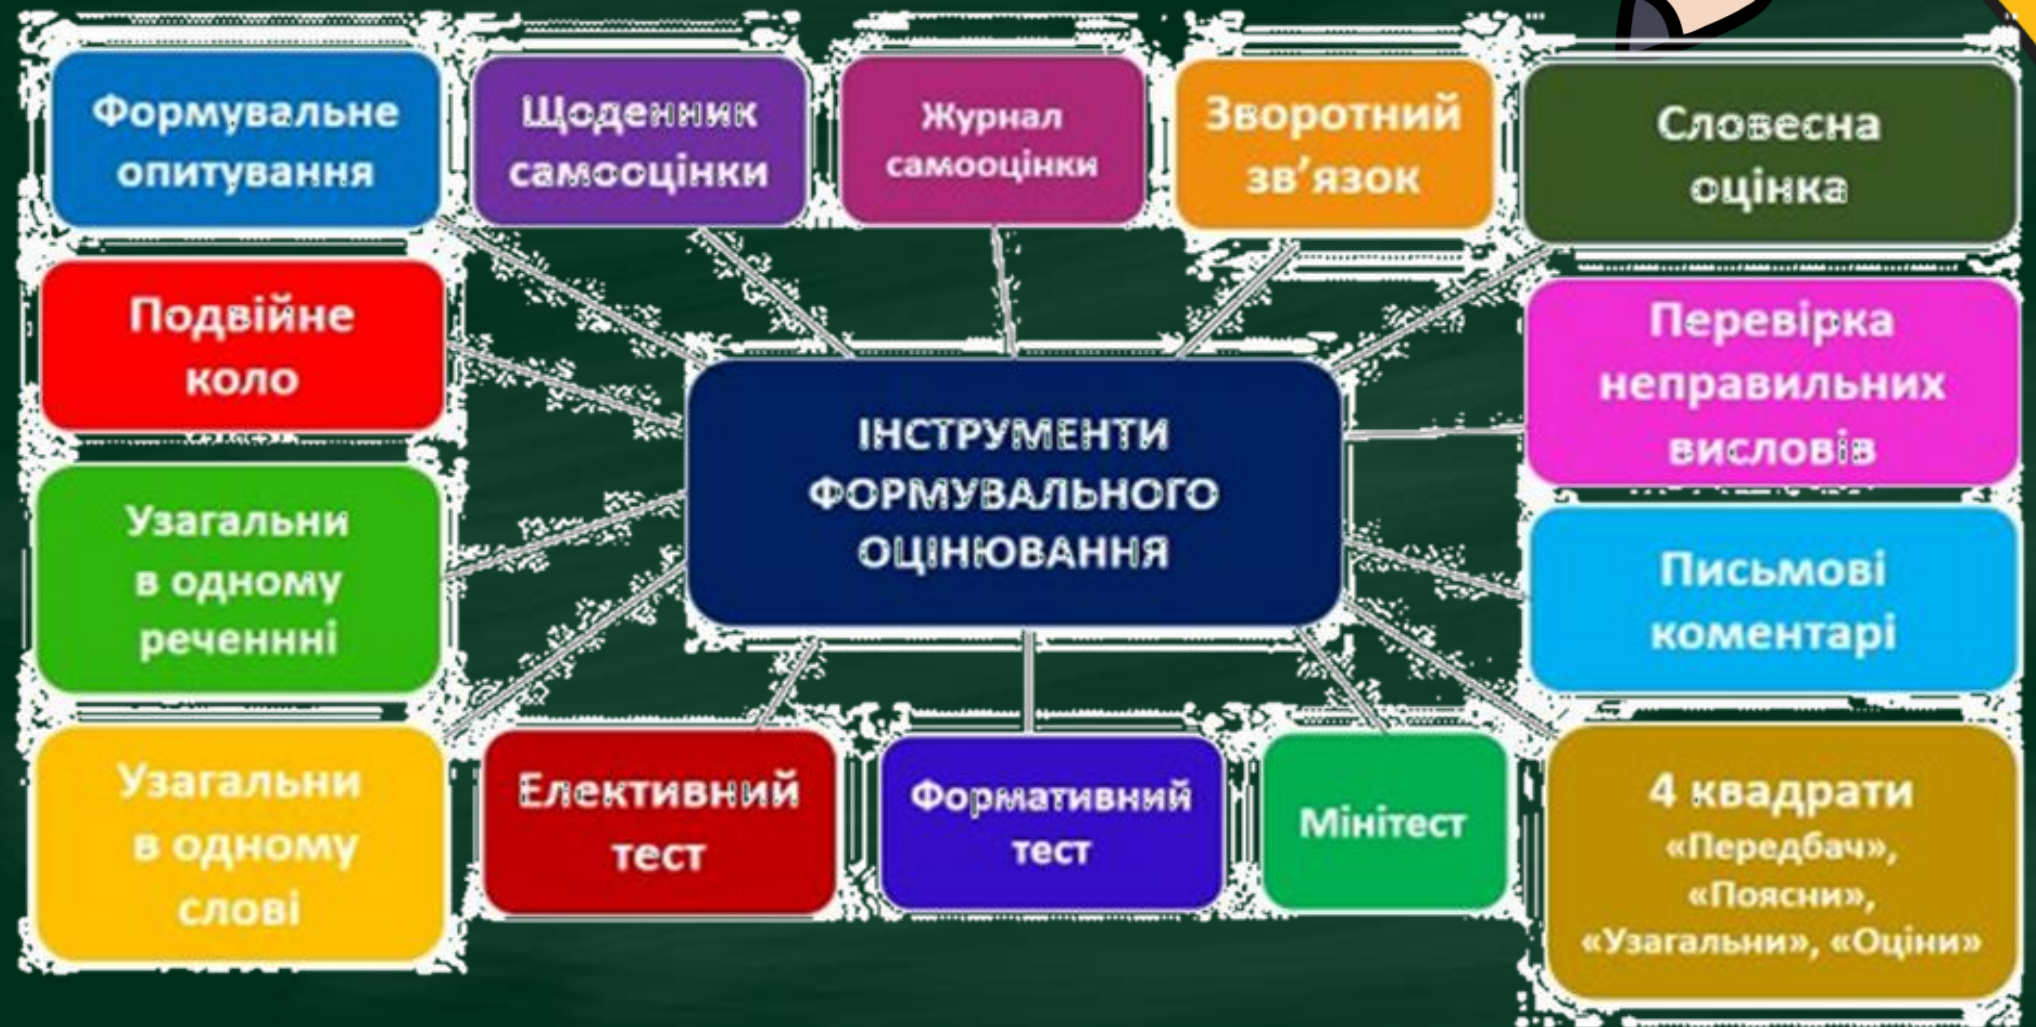 Формувальне
опитування
Щоденник
самооцінки
Журнал
самооцінки
Зворотний
зв’язок
Словесна
оцінка
Подвійне
коло
Перевірка
неправильних
висловів
ІНСТРУМЕНТИ
ФОРМУВАЛЬНОГО
ОЦІНЮВАННЯ
Узагальни
в одному
реченнні
Письмові
коментарі
Узагальни
в одному
слові
Елективний
тест
Формативний
тест
Мінітест
4 квадрати
«Передбач»,
«Поясни»,
«Узагальни», «Оціни»